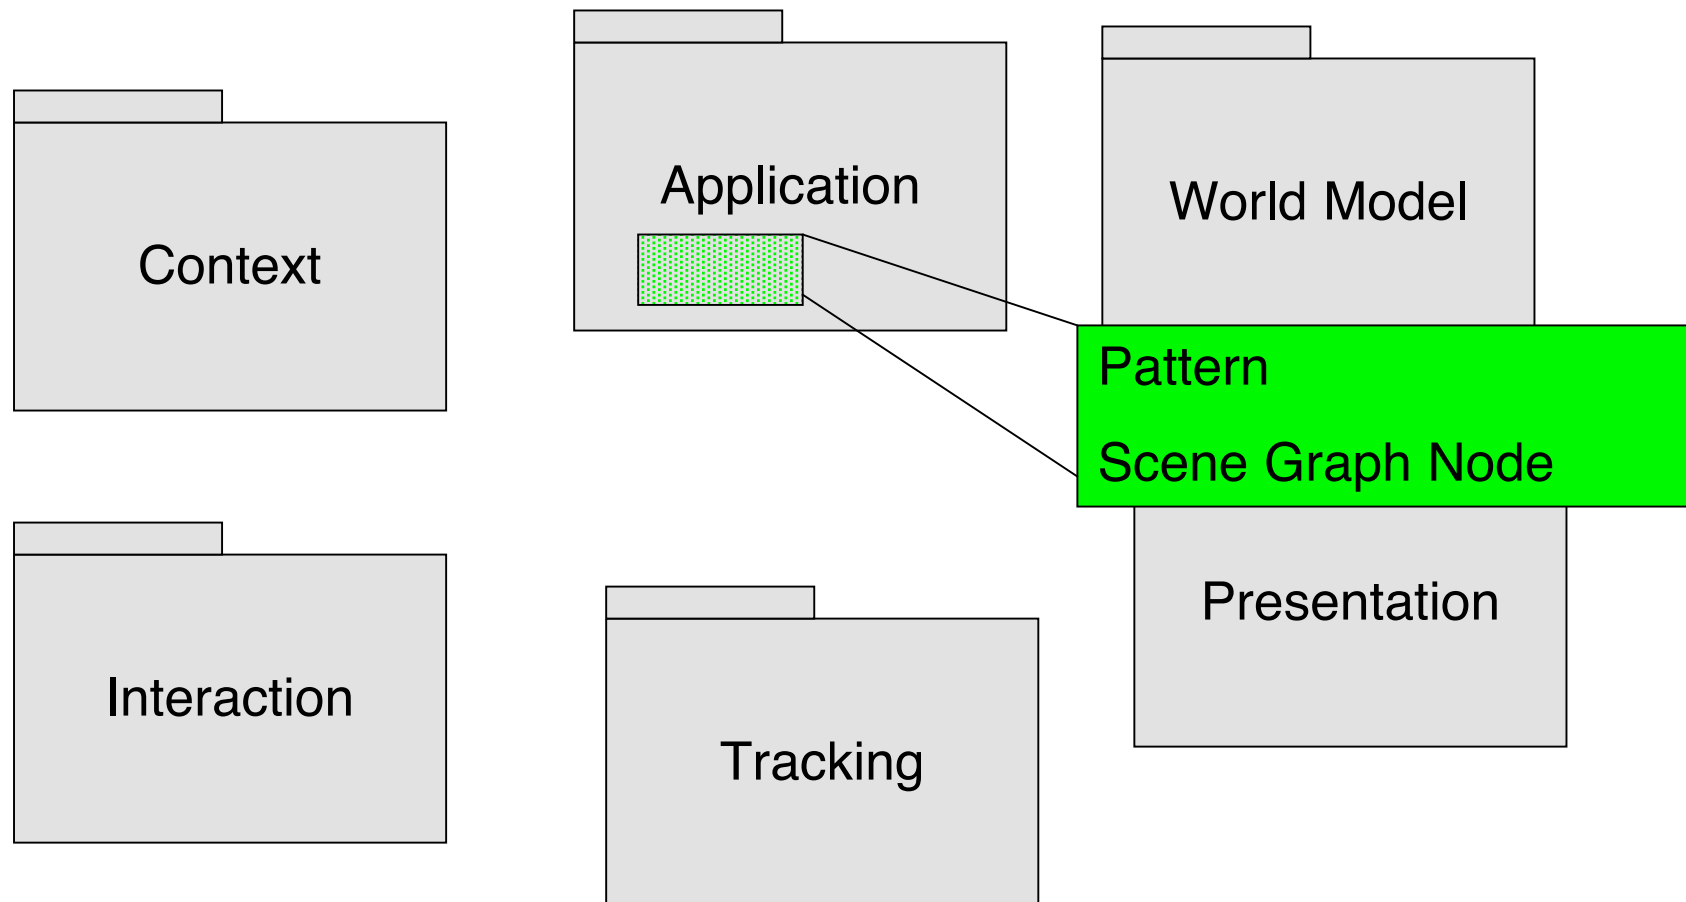 Application
World Model
Context
Pattern
Scene Graph Node
Presentation
Interaction
Tracking